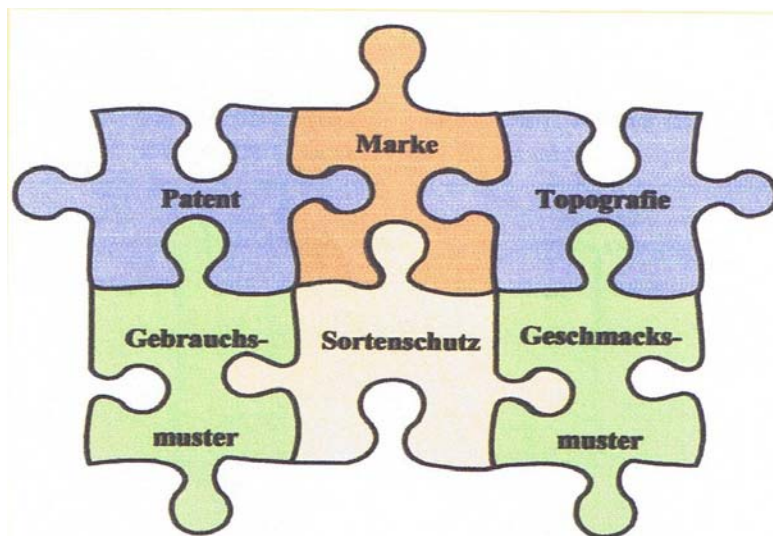 Marke
Patent
Topografie
Gebrauchs-
muster
Sortenschutz
Geschmacks-
muster